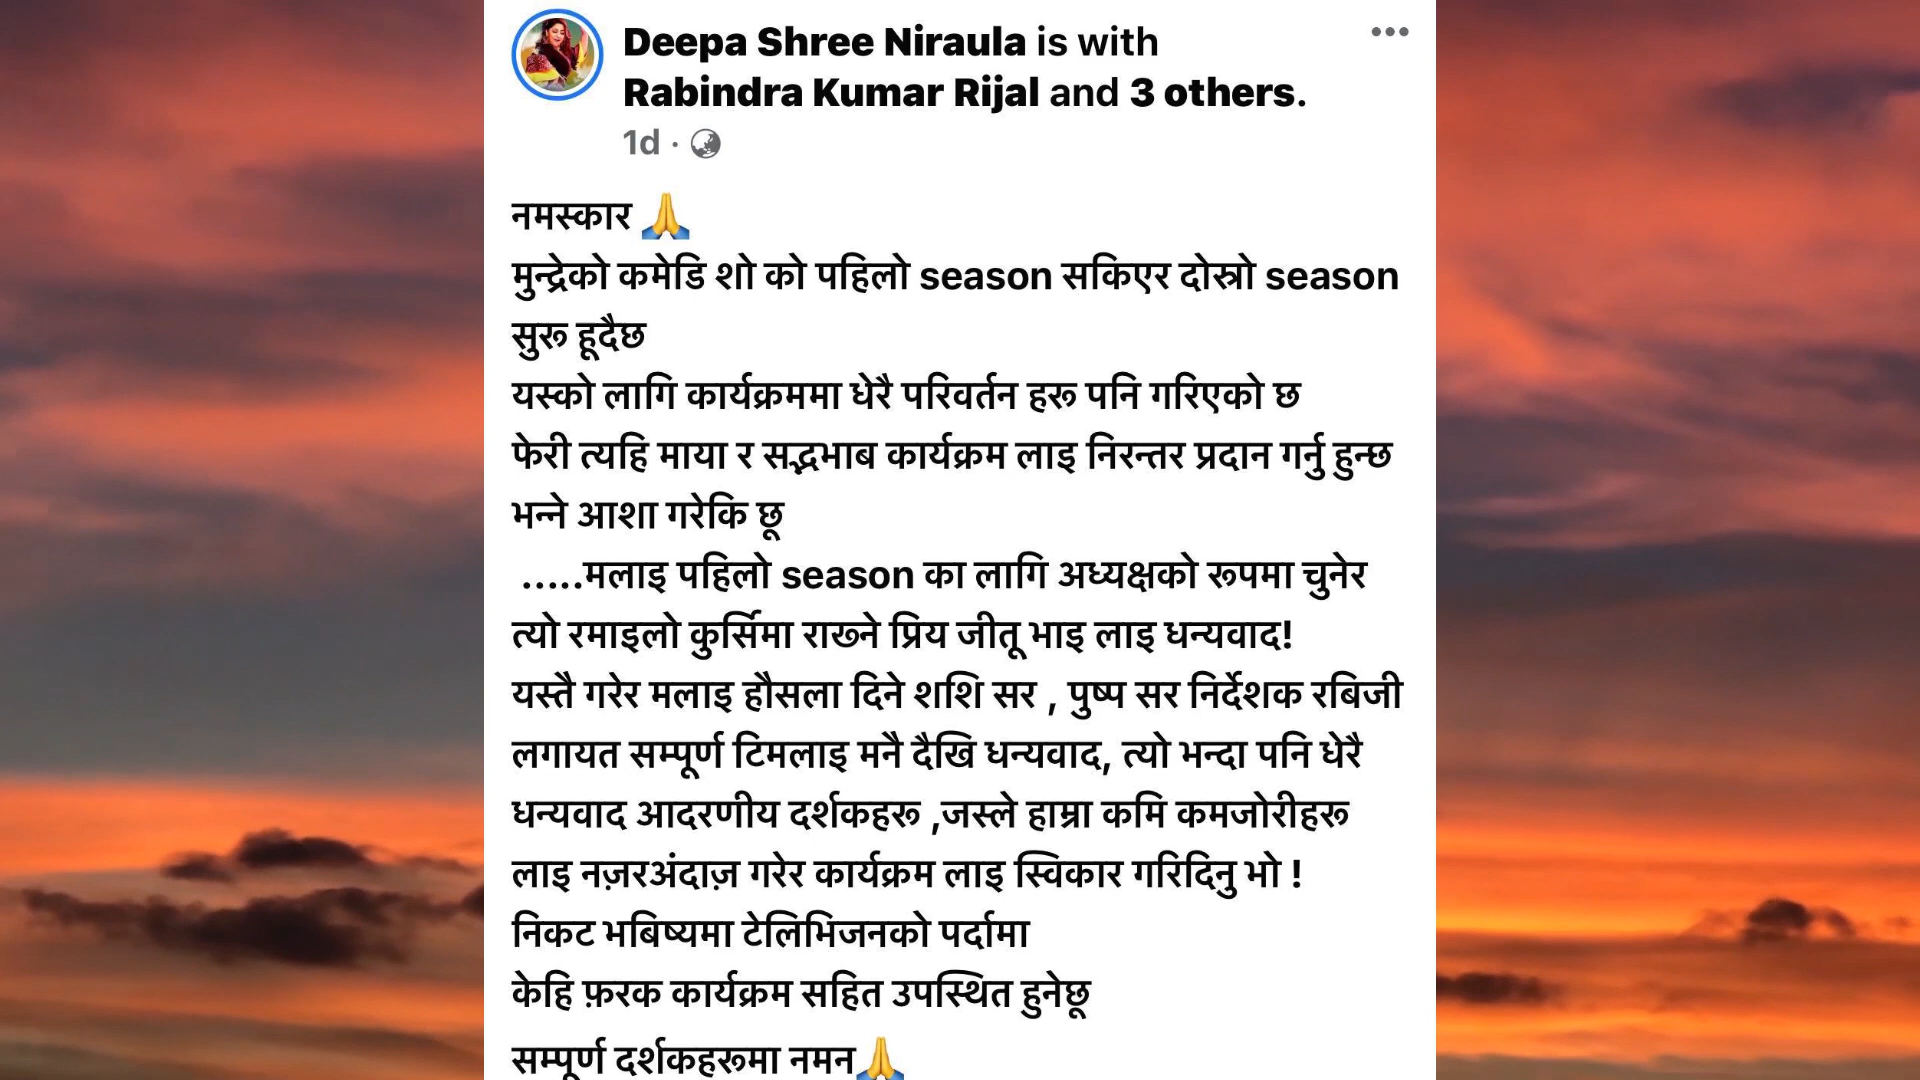 Deepa Shree Niraula is with
Rabindra Kumar Rijal and 3 others.
1d ·
नमस्कार 🙏
मुन्द्रेको कमेडि शो को पहिलो season सकिएर दोस्रो season
सुरू हूदैछ
यस्को लागि कार्यक्रममा धेरै परिवर्तन हरू पनि गरिएको छ
फेरी त्यहि माया र सद्भभाब कार्यक्रम लाइ निरन्तर प्रदान गर्नु हुन्छ
भन्ने आशा गरेकि छू
.....मलाइ पहिलो season का लागि अध्यक्षको रूपमा चुनेर
त्यो रमाइलो कुर्सिमा राख्ने प्रिय जीतू भाइ लाइ धन्यवाद!
यस्तै गरेर मलाइ हौसला दिने शशि सर , पुष्प सर निर्देशक रबिजी
लगायत सम्पूर्ण टिमलाइ मनै दैखि धन्यवाद, त्यो भन्दा पनि धेरै
धन्यवाद आदरणीय दर्शकहरू ,जस्ले हाम्रा कमि कमजोरीहरू
लाइ नज़रअंदाज़ गरेर कार्यक्रम लाइ स्विकार गरिदिनु भो !
निकट भबिष्यमा टेलिभिजनको पर्दामा
केहि फ़रक कार्यक्रम सहित उपस्थित हुनेछू
सम्पूर्ण दर्शकहरूमा नमन🙏